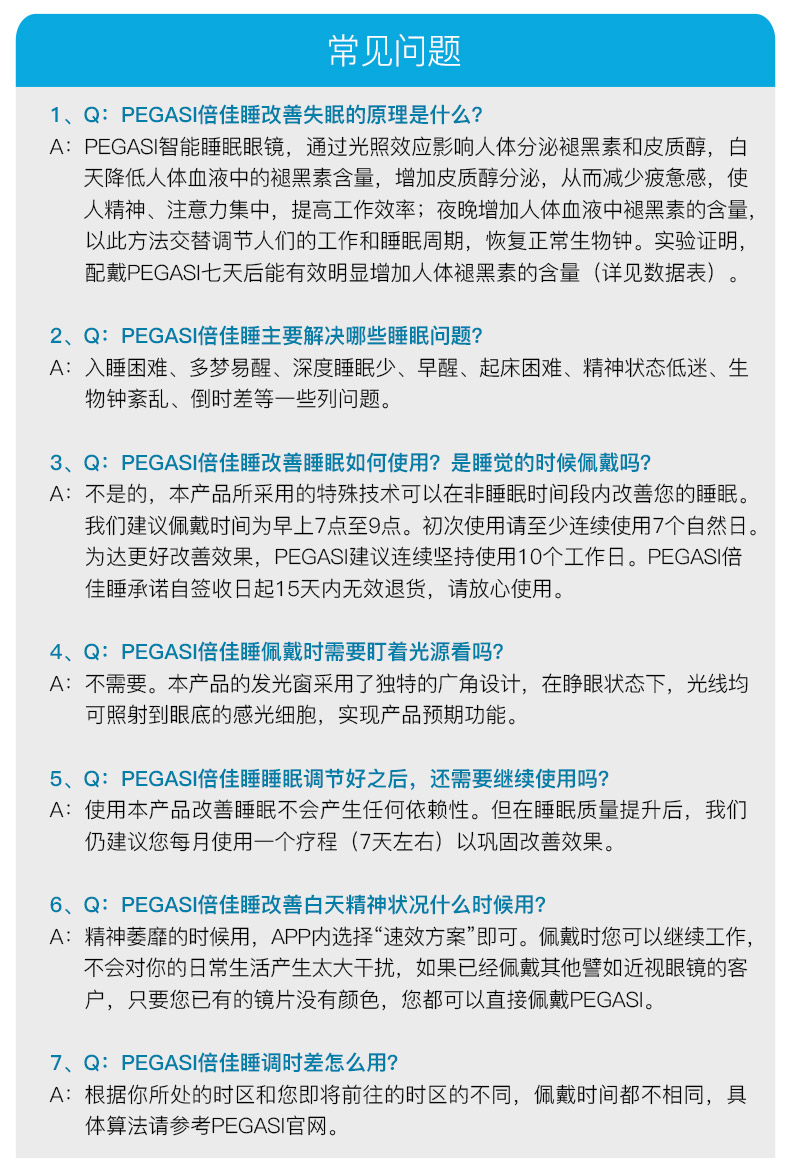 常见问题
1、Q：PEGASI倍佳睡改善失眠的原理是什么？
A：PEGASI智能睡眠眼镜，通过光照效应影响人体分泌褪黑素和皮质醇，白
天降低人体血液中的褪黑素含量，增加皮质醇分泌，从而减少疲惫感，使
人精神、注意力集中，提高工作效率；夜晚增加人体血液中褪黑素的含量，
以此方法交替调节人们的工作和睡眠周期，恢复正常生物钟。实验证明，
配戴PEGASI七天后能有效明显增加人体褪黑素的含量（详见数据表）。
2、Q：PEGASI倍佳睡主要解决哪些睡眠问题？
A：入睡困难、多梦易醒、深度睡眠少、早醒、起床困难、精神状态低迷、生
物钟紊乱、倒时差等一些列问题。
3、Q：PEGASI倍佳睡改善睡眠如何使用？是睡觉的时候佩戴吗？
A：不是的，本产品所采用的特殊技术可以在非睡眠时间段内改善您的睡眠。
我们建议佩戴时间为早上7点至9点。初次使用请至少连续使用7个自然日。
为达更好改善效果，PEGASI建议连续坚持使用10个工作日。PEGASI倍
佳睡承诺自签收日起15天内无效退货，请放心使用。
4、Q：PEGASI倍佳睡佩戴时需要盯着光源看吗？
A：不需要。本产品的发光窗采用了独特的广角设计，在睁眼状态下，光线均
可照射到眼底的感光细胞，实现产品预期功能。
5、Q：PEGASI倍佳睡睡眠调节好之后，还需要继续使用吗？
A：使用本产品改善睡眠不会产生任何依赖性。但在睡眠质量提升后，我们
仍建议您每月使用一个疗程（7天左右）以巩固改善效果。
6、Q：PEGASI倍佳睡改善白天精神状况什么时候用？
A：精神萎靡的时候用，APP内选择“速效方案”即可。佩戴时您可以继续工作，
不会对你的日常生活产生太大干扰，如果已经佩戴其他譬如近视眼镜的客
户，只要您已有的镜片没有颜色，您都可以直接佩戴PEGASI。
7、Q：PEGASI倍佳睡调时差怎么用？
A：根据你所处的时区和您即将前往的时区的不同，佩戴时间都不相同，具
体算法请参考PEGASI官网。